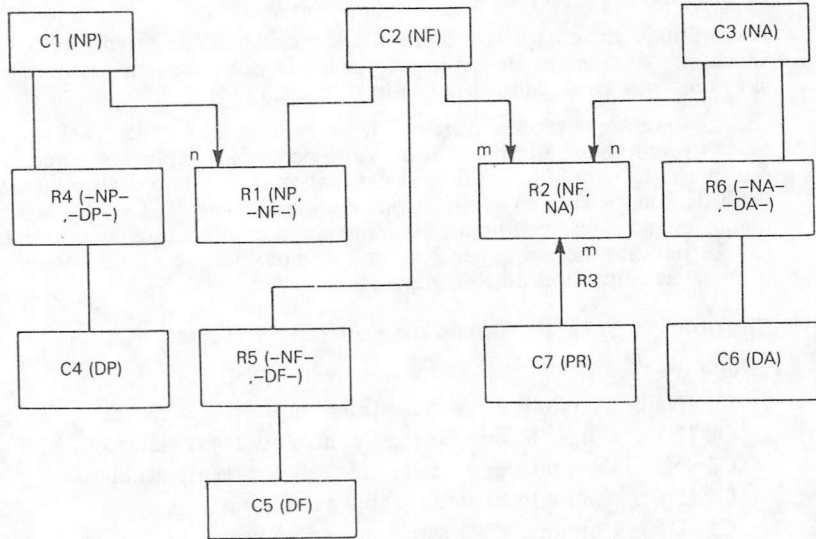 C1 (NP)
C2 (NF)
C3 (NA)
n
m
R4 (–NP–
,–DP–)
R1 (NP,
–NF–)
R2 (NF,
NA)
R6 (–NA–
,–DA–)
m
R3
C4 (DP)
R5 (–NF–
,–DF–)
C7 (PR)
C6 (DA)
C5 (DF)